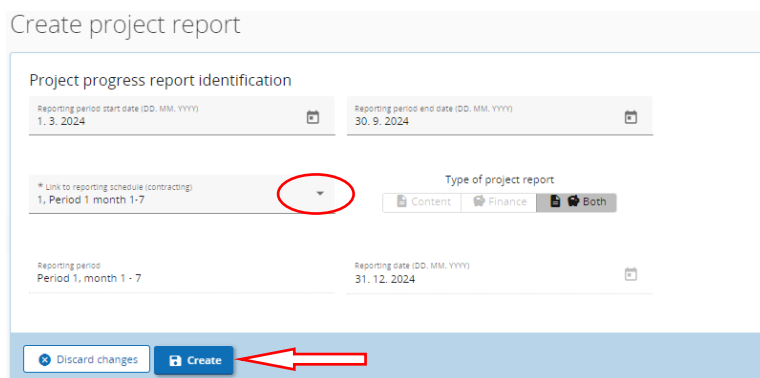 Create project report
Project progress report identification
Reporting period start date (DD. MM. YYYY)
1. 3. 2024
Reporting period end date (DD. MM. YYYY)
30. 9. 2024
* Link to reporting schedule (contracting)
1, Period 1 month 1-7
Type of project report
Content Finance Both
Reporting period
Period 1, month 1 - 7
Reporting date (DD. MM. YYYY)
31. 12. 2024
Discard changes Create